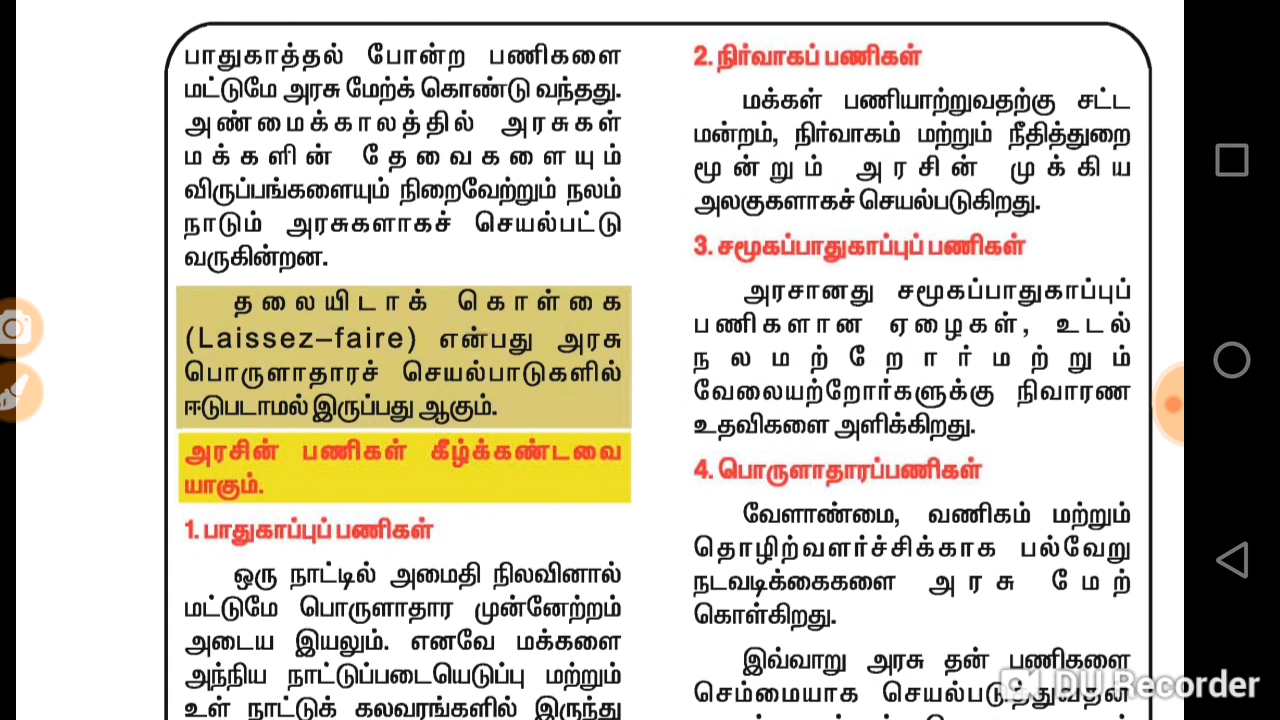 பாதுகாத்தல் போன்ற பணிகளை
மட்டுமே அரசு மேற்க் கொண்டு வந்தது.
அண்மைக்காலத்தில் அரசுகள்
மக்களின் தேவைகளையும்
விருப்பங்களையும் நிறைவேற்றும் நலம்
நாடும் அரசுகளாகச் செயல்பட்டு
வருகின்றன.
தலையிடாக் கொள்கை
(Laissez–faire) என்பது அரசு
பொருளாதாரச் செயல்பாடுகளில்
ஈடுபடாமல் இருப்பது ஆகும்.
அரசின் பணிகள் கீழ்க்கண்டவை
யாகும்.
1. பாதுகாப்புப் பணிகள்
ஒரு நாட்டில் அமைதி நிலவினால்
மட்டுமே பொருளாதார முன்னேற்றம்
அடைய இயலும். எனவே மக்களை
அந்நிய நாட்டுப்படையெடுப்பு மற்றும்
உள் நாட்டுக் கலவரங்களில் இருந்து
2. நிர்வாகப் பணிகள்
மக்கள் பணியாற்றுவதற்கு சட்ட
மன்றம், நிர்வாகம் மற்றும் நீதித்துறை
மூன்றும் அரசின் முக்கிய
அலகுகளாகச் செயல்படுகிறது.
3. சமூகப்பாதுகாப்புப் பணிகள்
அரசானது சமூகப்பாதுகாப்புப்
பணிகளான ஏழைகள், உடல்
நலமற்றோர்மற்றும்
வேலையற்றோர்களுக்கு நிவாரண
உதவிகளை அளிக்கிறது.
4. பொருளாதாரப்பணிகள்
வேளாண்மை, வணிகம் மற்றும்
தொழிற்வளர்ச்சிக்காக பல்வேறு
நடவடிக்கைகளை அரசு மேற்
கொள்கிறது.
இவ்வாறு அரசு தன் பணிகளை
செம்மையாக செயல்படுத்துவதன்
DU Recorder